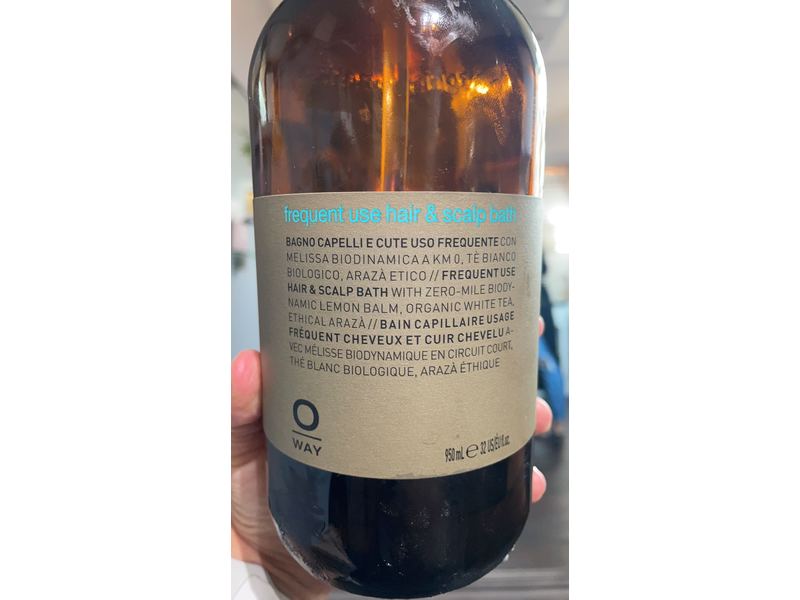 frequent use hair & scalp bath
BAGNO CAPELLI E CUTE USO FREQUENTE CON
MELISSA BIODINAMICA A KM 0, TÈ BIANCO
BIOLOGICO, ARAZÀ ETICO // FREQUENT USE
HAIR & SCALP BATH WITH ZERO-MILE BIODY-
NAMIC LEMON BALM, ORGANIC WHITE TEA,
ETHICAL ARAZÀ // BAIN CAPILLAIRE USAGE
FRÉQUENT CHEVEUX ET CUIR CHEVELU A-
VEC MÉLISSE BIODYNAMIQUE EN CIRCUIT COURT,
THÉ BLANC BIOLOGIQUE, ARAZÀ ÉTHIQUE
O
WAY
950 mL ℮ 32 US/ÉU fl.oz.